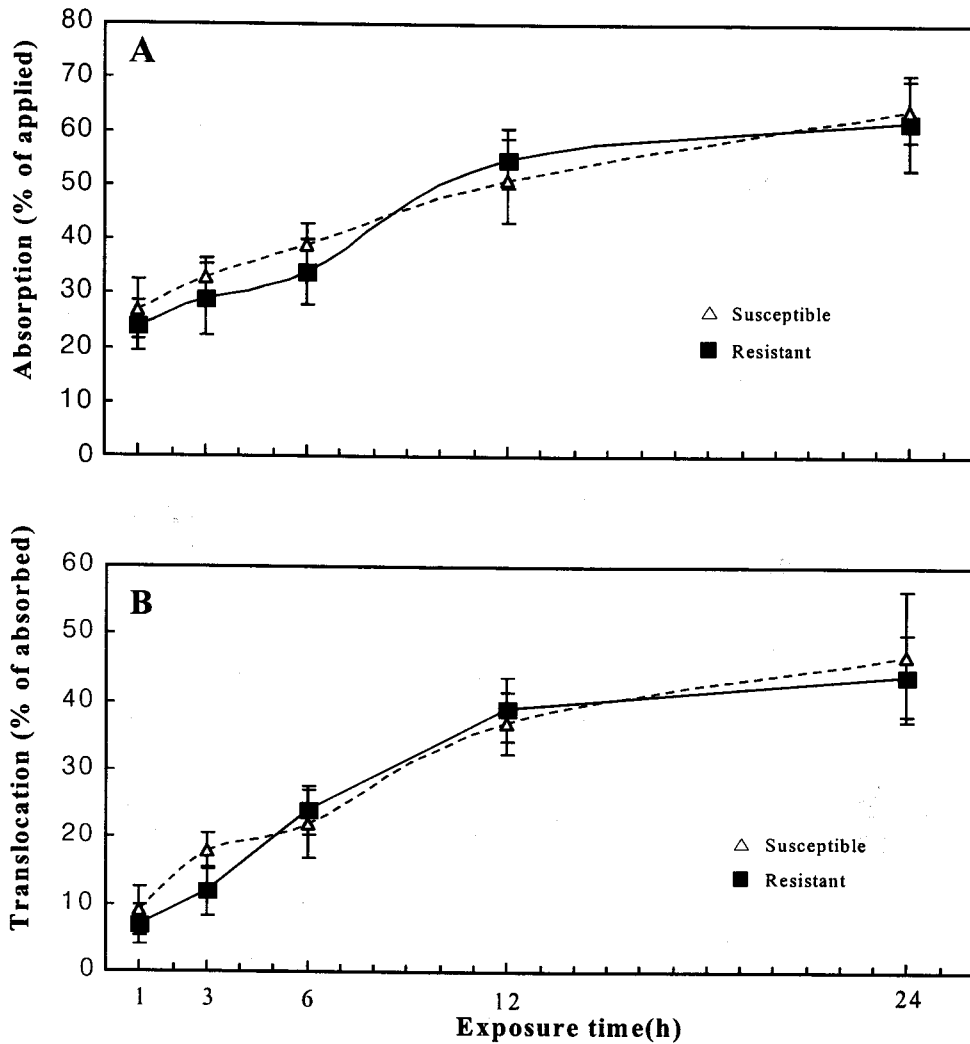 80
A
70
60
50
40
30
20
10
0
Absorption (% of applied)
Susceptible
Resistant
60
B
50
40
30
20
10
0
Translocation (% of absorbed)
Susceptible
Resistant
1 3 6 12 24
Exposure time(h)